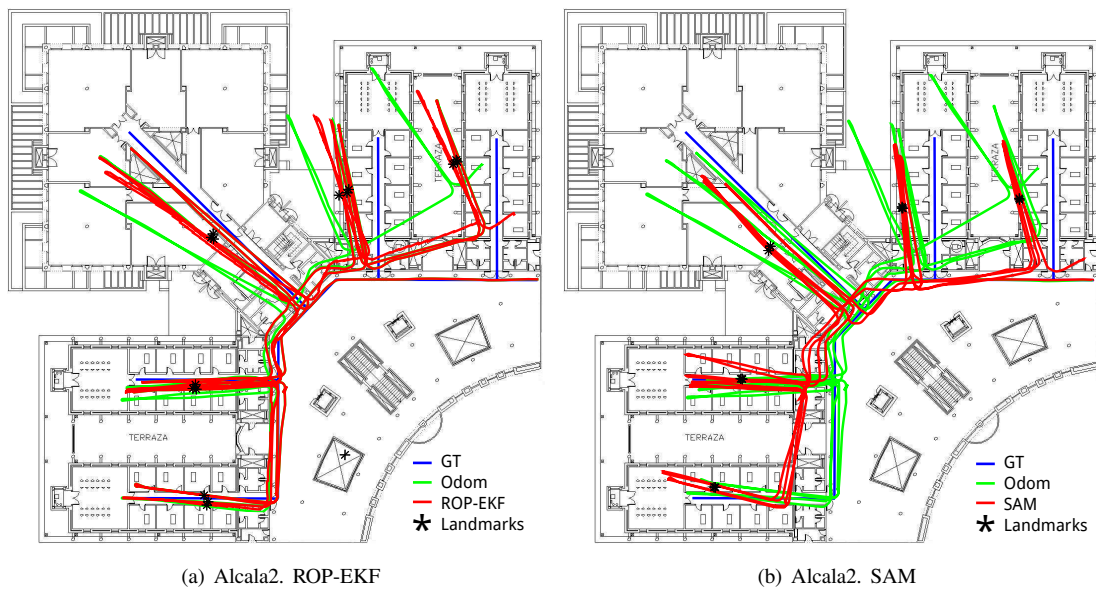 TERRAZA
TERRAZA
GT
Odom
ROP-EKF
Landmarks
(a) Alcala2. ROP-EKF
TERRAZA
TERRAZA
GT
Odom
SAM
Landmarks
(b) Alcala2. SAM